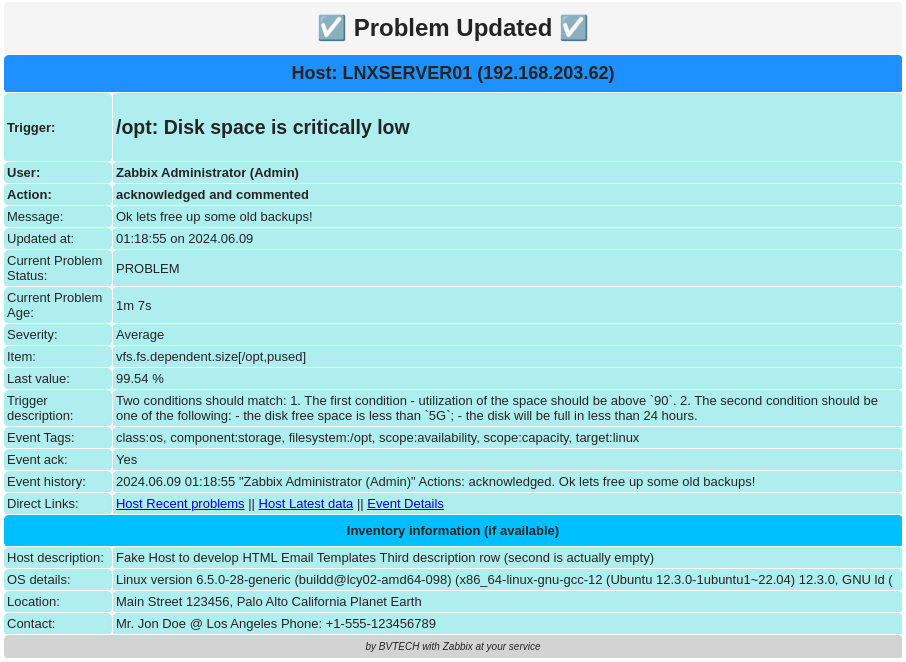 ☑ Problem Updated ☑
Host: LNXSERVER01 (192.168.203.62)
Trigger: /opt: Disk space is critically low
User: Zabbix Administrator (Admin)
Action: acknowledged and commented
Message: Ok lets free up some old backups!
Updated at: 01:18:55 on 2024.06.09
Current Problem
Status: PROBLEM
Current Problem
Age: 1m 7s
Severity: Average
Item: vfs.fs.dependent.size[/opt,pused]
Last value: 99.54 %
Trigger
description: Two conditions should match: 1. The first condition - utilization of the space should be above `90`. 2. The second condition should be
one of the following: - the disk free space is less than `5G`; - the disk will be full in less than 24 hours.
Event Tags: class:os, component:storage, filesystem:/opt, scope:availability, scope:capacity, target:linux
Event ack: Yes
Event history: 2024.06.09 01:18:55 "Zabbix Administrator (Admin)" Actions: acknowledged. Ok lets free up some old backups!
Direct Links: Host Recent problems || Host Latest data || Event Details
Inventory information (if available)
Host description: Fake Host to develop HTML Email Templates Third description row (second is actually empty)
OS details: Linux version 6.5.0-28-generic (buildd@lcy02-amd64-098) (x86_64-linux-gnu-gcc-12 (Ubuntu 12.3.0-1ubuntu1~22.04) 12.3.0, GNU ld (
Location: Main Street 123456, Palo Alto California Planet Earth
Contact: Mr. Jon Doe @ Los Angeles Phone: +1-555-123456789
by BVTECH with Zabbix at your service